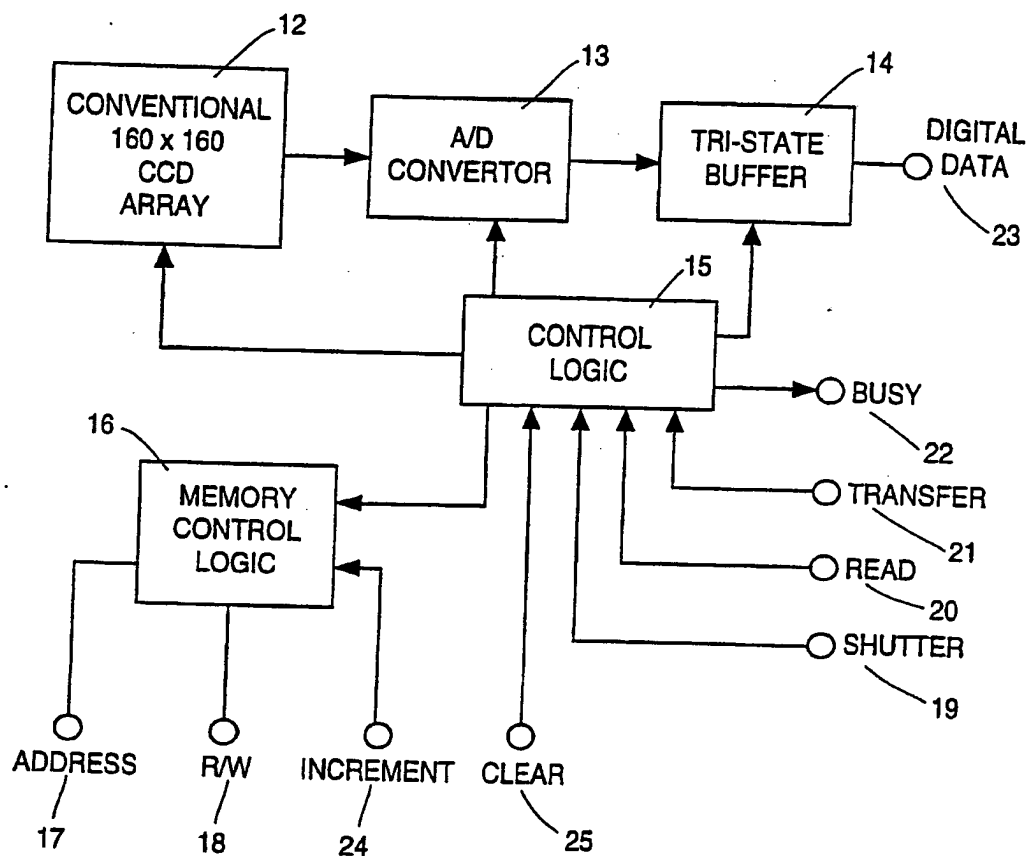 12
CONVENTIONAL
160 x 160
CCD
ARRAY
13
A/D
CONVERTOR
14
TRI-STATE
BUFFER
DIGITAL
DATA
23
15
CONTROL
LOGIC
BUSY
22
16
MEMORY
CONTROL
LOGIC
TRANSFER
21
READ
20
SHUTTER
19
ADDRESS
17
R/W
18
INCREMENT
24
CLEAR
25